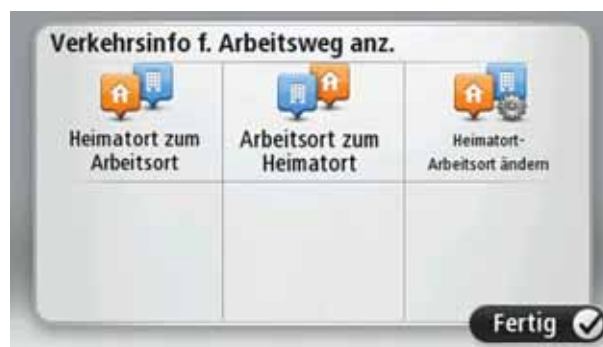 Verkehrsinfo f. Arbeitsweg anz.
Heimatort zum
Arbeitsort
Arbeitsort zum
Heimatort
Heimatort-
Arbeitsort ändern
Fertig